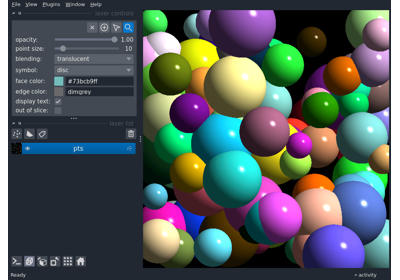 File View Plugins Window Help
layer controls
opacity: 1.00
point size: 10
blending: translucent
symbol: disc
face color: #73bcb9ff
edge color: dimgrey
display text: ✓
out of slice:
layer list
pts
Ready
activity